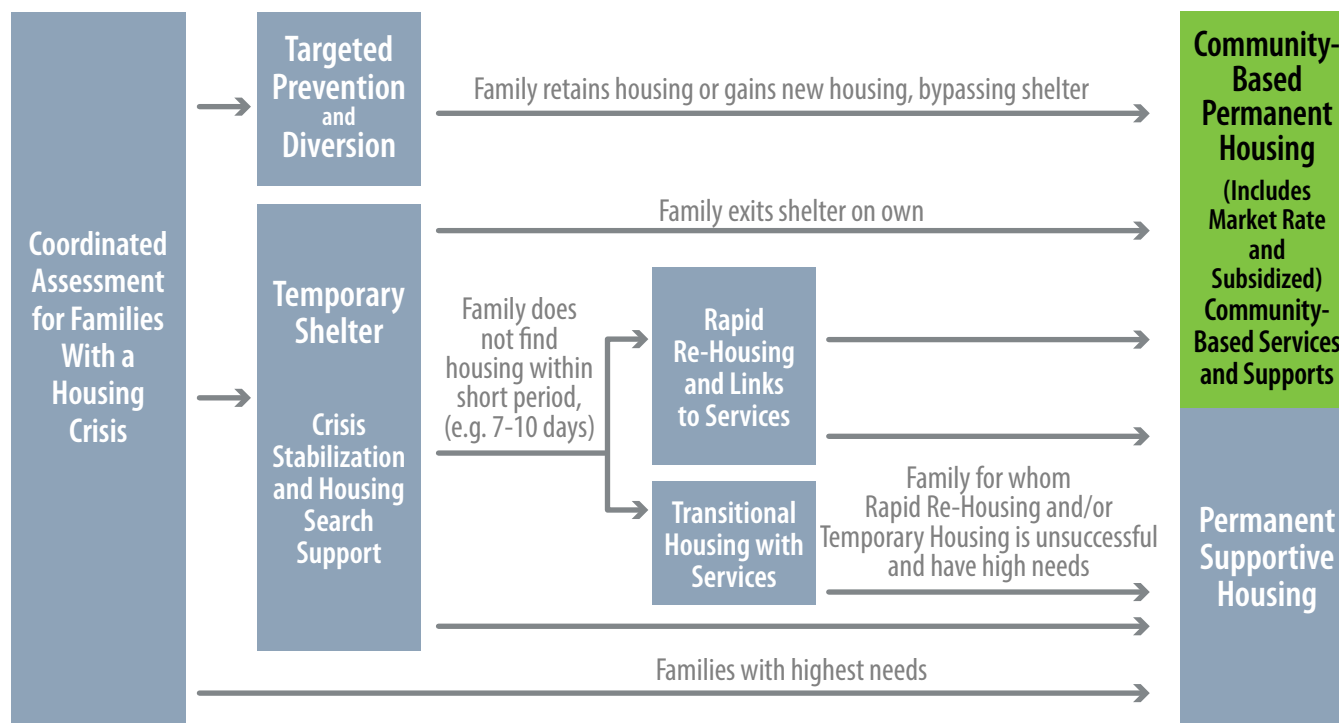 Coordinated
Assessment
for Families
With a
Housing
Crisis
Targeted
Prevention
and
Diversion
Family retains housing or gains new housing, bypassing shelter
Temporary
Shelter
Crisis
Stabilization
and Housing
Search
Support
Family exits shelter on own
Family does
not find
housing within
short period,
(e.g. 7-10 days)
Rapid
Re-Housing
and Links
to Services
Transitional
Housing with
Services
Family for whom
Rapid Re-Housing and/or
Temporary Housing is unsuccessful
and have high needs
Families with highest needs
Community-
Based
Permanent
Housing
(Includes
Market Rate
and
Subsidized)
Community-
Based Services
and Supports
Permanent
Supportive
Housing